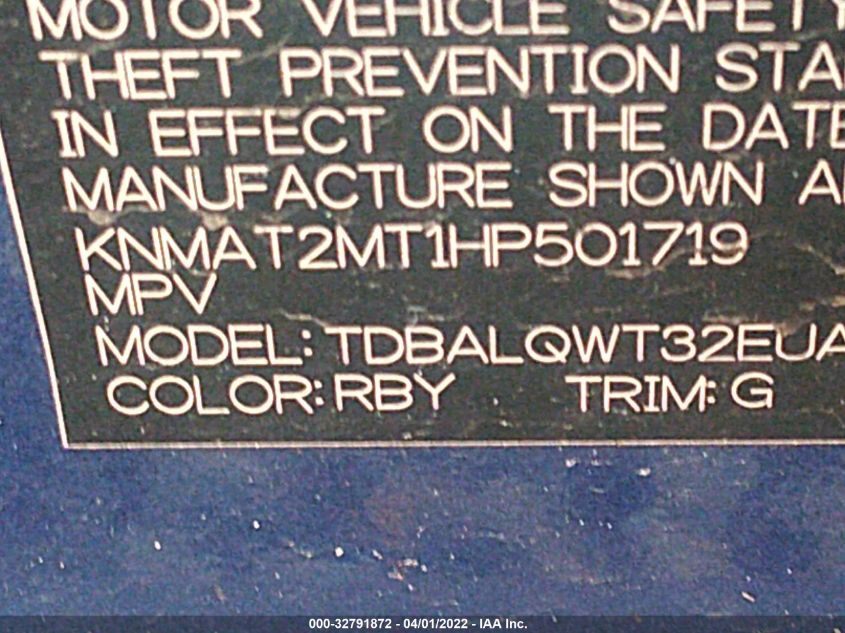 MOTOR VEHICLE SAFETY
THEFT PREVENTION STA
IN EFFECT ON THE DATE
MANUFACTURE SHOWN A
KNMAT2MT1HP501719
MPV
MODEL: TDBALQWT32EUA
COLOR: RBY TRIM: G
000-32791872 - 04/01/2022 - IAA Inc.